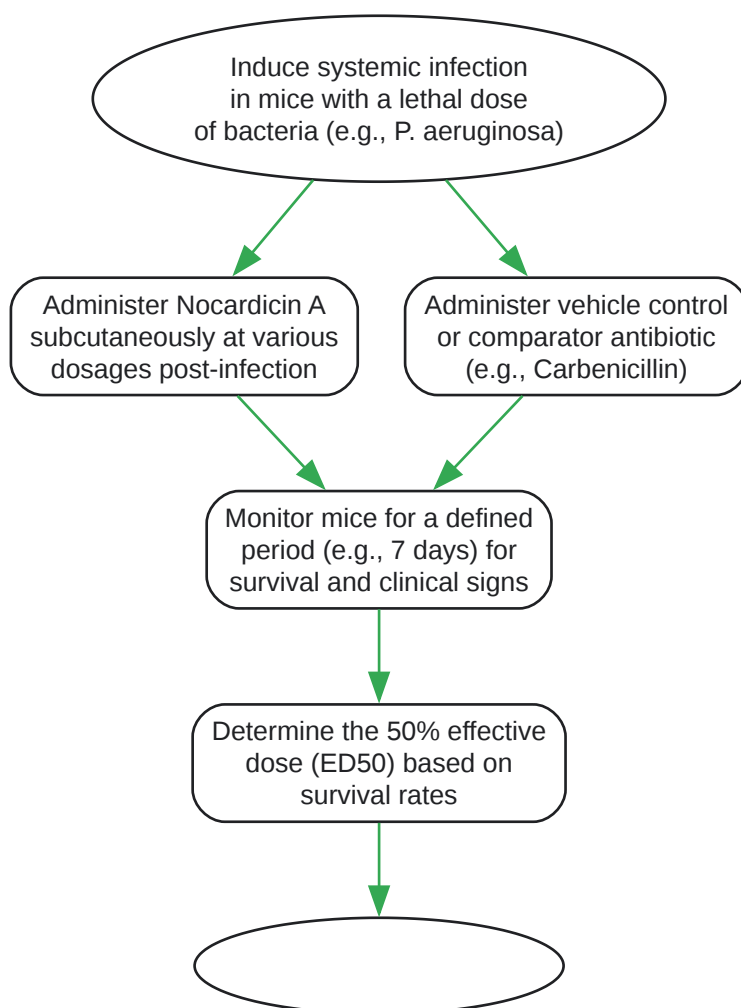 Induce systemic infection
in mice with a lethal dose
of bacteria (e.g., P. aeruginosa)
Administer Nocardicin A
subcutaneously at various
dosages post-infection
Administer vehicle control
or comparator antibiotic
(e.g., Carbenicillin)
Monitor mice for a defined
period (e.g., 7 days) for
survival and clinical signs
Determine the 50% effective
dose (ED50) based on
survival rates